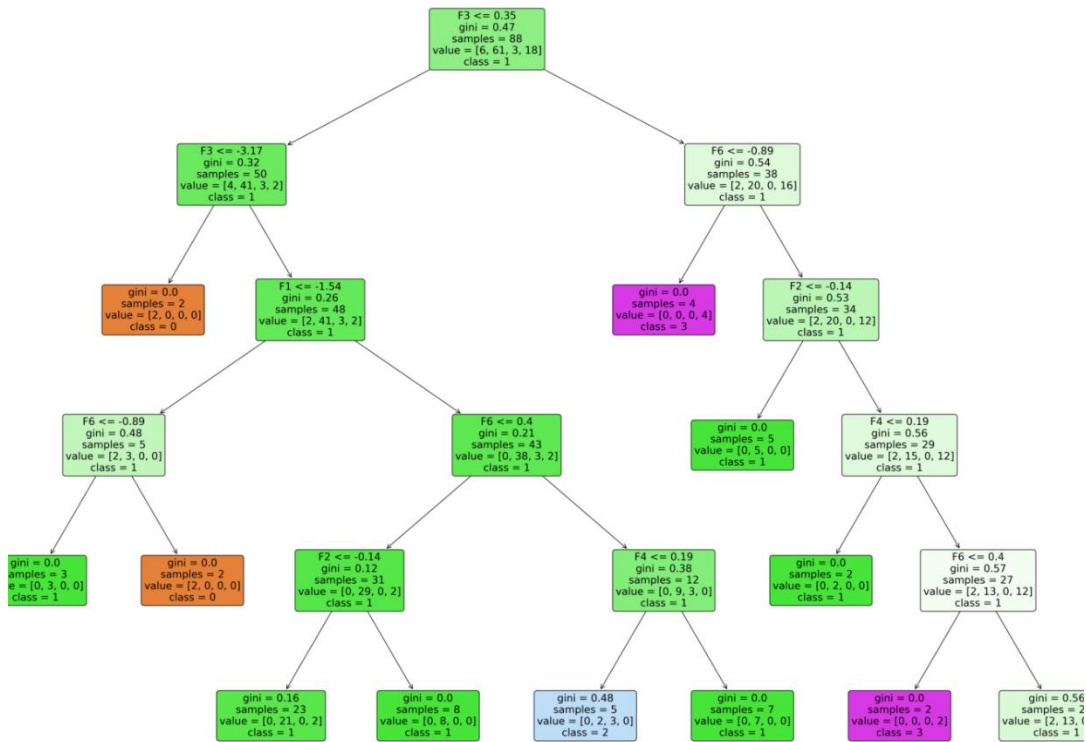 F3 <= 0.35
gini = 0.47
samples = 88
value = [6, 61, 3, 18]
class = 1
F3 <= -3.17
gini = 0.32
samples = 50
value = [4, 41, 3, 2]
class = 1
F6 <= -0.89
gini = 0.54
samples = 38
value = [2, 20, 0, 16]
class = 1
gini = 0.0
samples = 2
value = [2, 0, 0, 0]
class = 0
F1 <= -1.54
gini = 0.26
samples = 48
value = [2, 41, 3, 2]
class = 1
gini = 0.0
samples = 4
value = [0, 0, 0, 4]
class = 3
F2 <= -0.14
gini = 0.53
samples = 34
value = [2, 20, 0, 12]
class = 1
F6 <= -0.89
gini = 0.48
samples = 5
value = [2, 3, 0, 0]
class = 1
F6 <= 0.4
gini = 0.21
samples = 43
value = [0, 38, 3, 2]
class = 1
gini = 0.0
samples = 5
value = [0, 5, 0, 0]
class = 1
F4 <= 0.19
gini = 0.56
samples = 29
value = [2, 15, 0, 12]
class = 1
gini = 0.0
amples = 3
e = [0, 3, 0, 0]
class = 1
gini = 0.0
samples = 2
value = [2, 0, 0, 0]
class = 0
F2 <= -0.14
gini = 0.12
samples = 31
value = [0, 29, 0, 2]
class = 1
F4 <= 0.19
gini = 0.38
samples = 12
value = [0, 9, 3, 0]
class = 1
gini = 0.0
samples = 2
value = [0, 2, 0, 0]
class = 1
F6 <= 0.4
gini = 0.57
samples = 27
value = [2, 13, 0, 12]
class = 1
gini = 0.16
samples = 23
value = [0, 21, 0, 2]
class = 1
gini = 0.0
samples = 8
value = [0, 8, 0, 0]
class = 1
gini = 0.48
samples = 5
value = [0, 2, 3, 0]
class = 2
gini = 0.0
samples = 7
value = [0, 7, 0, 0]
class = 1
gini = 0.0
samples = 2
value = [0, 0, 0, 2]
class = 3
gini = 0.56
samples = 2
value = [2, 13, 0
class = 1